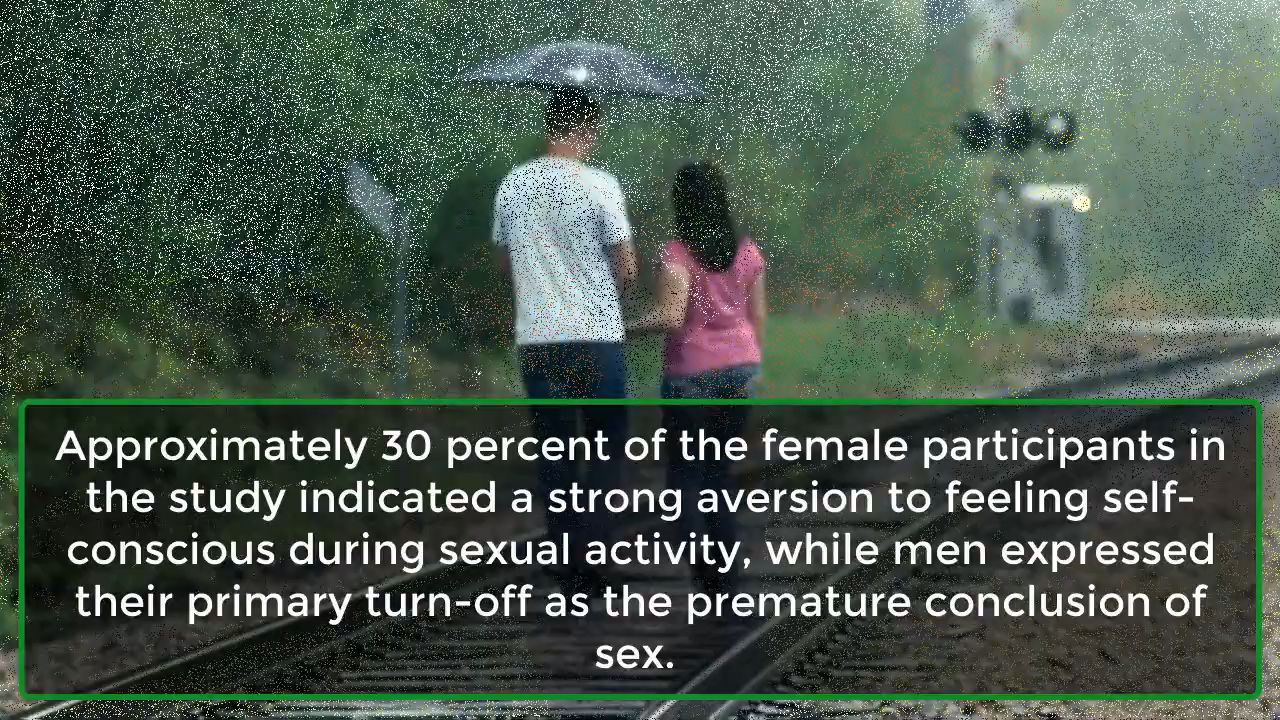 Approximately 30 percent of the female participants in
the study indicated a strong aversion to feeling self-
conscious during sexual activity, while men expressed
their primary turn-off as the premature conclusion of
sex.